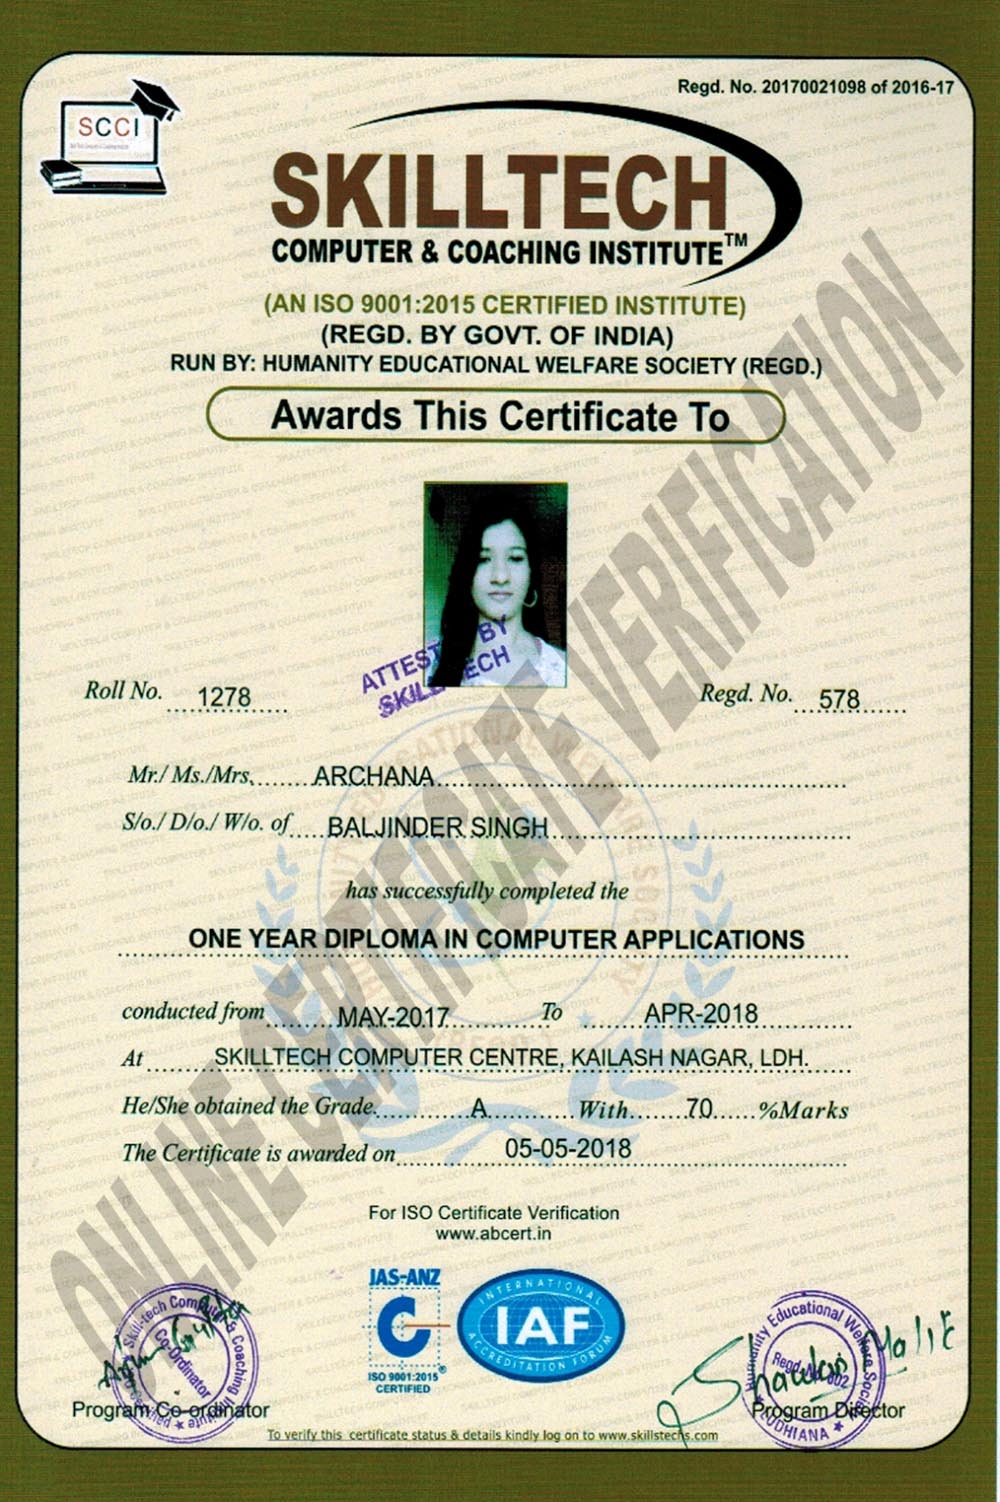 Regd. No. 20170021098 of 2016-17
SCCI
SKILLTECH
COMPUTER & COACHING INSTITUTE™
(AN ISO 9001:2015 CERTIFIED INSTITUTE)
(REGD. BY GOVT. OF INDIA)
RUN BY: HUMANITY EDUCATIONAL WELFARE SOCIETY (REGD.)
Awards This Certificate To
ATTESTED BY
SKILLTECH
Roll No. 1278 Regd. No. 578
Mr./ Ms./Mrs. ARCHANA
S/o./ D/o./ W/o. of BALJINDER SINGH
has successfully completed the
ONE YEAR DIPLOMA IN COMPUTER APPLICATIONS
conducted from MAY-2017 To APR-2018
At SKILLTECH COMPUTER CENTRE, KAILASH NAGAR, LDH.
He/She obtained the Grade. A With 70 %Marks
The Certificate is awarded on 05-05-2018
ONLINE CERTIFICATE VERIFICATION
For ISO Certificate Verification
www.abcert.in
JAS-ANZ
ISO 9001:2015
CERTIFIED
INTERNATIONAL
IAF
ACCREDITATION FORUM
Skill-tech Computer & Coaching Institute
Co-Ordinator
Program Co-ordinator
Humanity Educational Welfare Society
LUDHIANA
Program Director
To verify this certificate status & details kindly log on to www.skillstechs.com